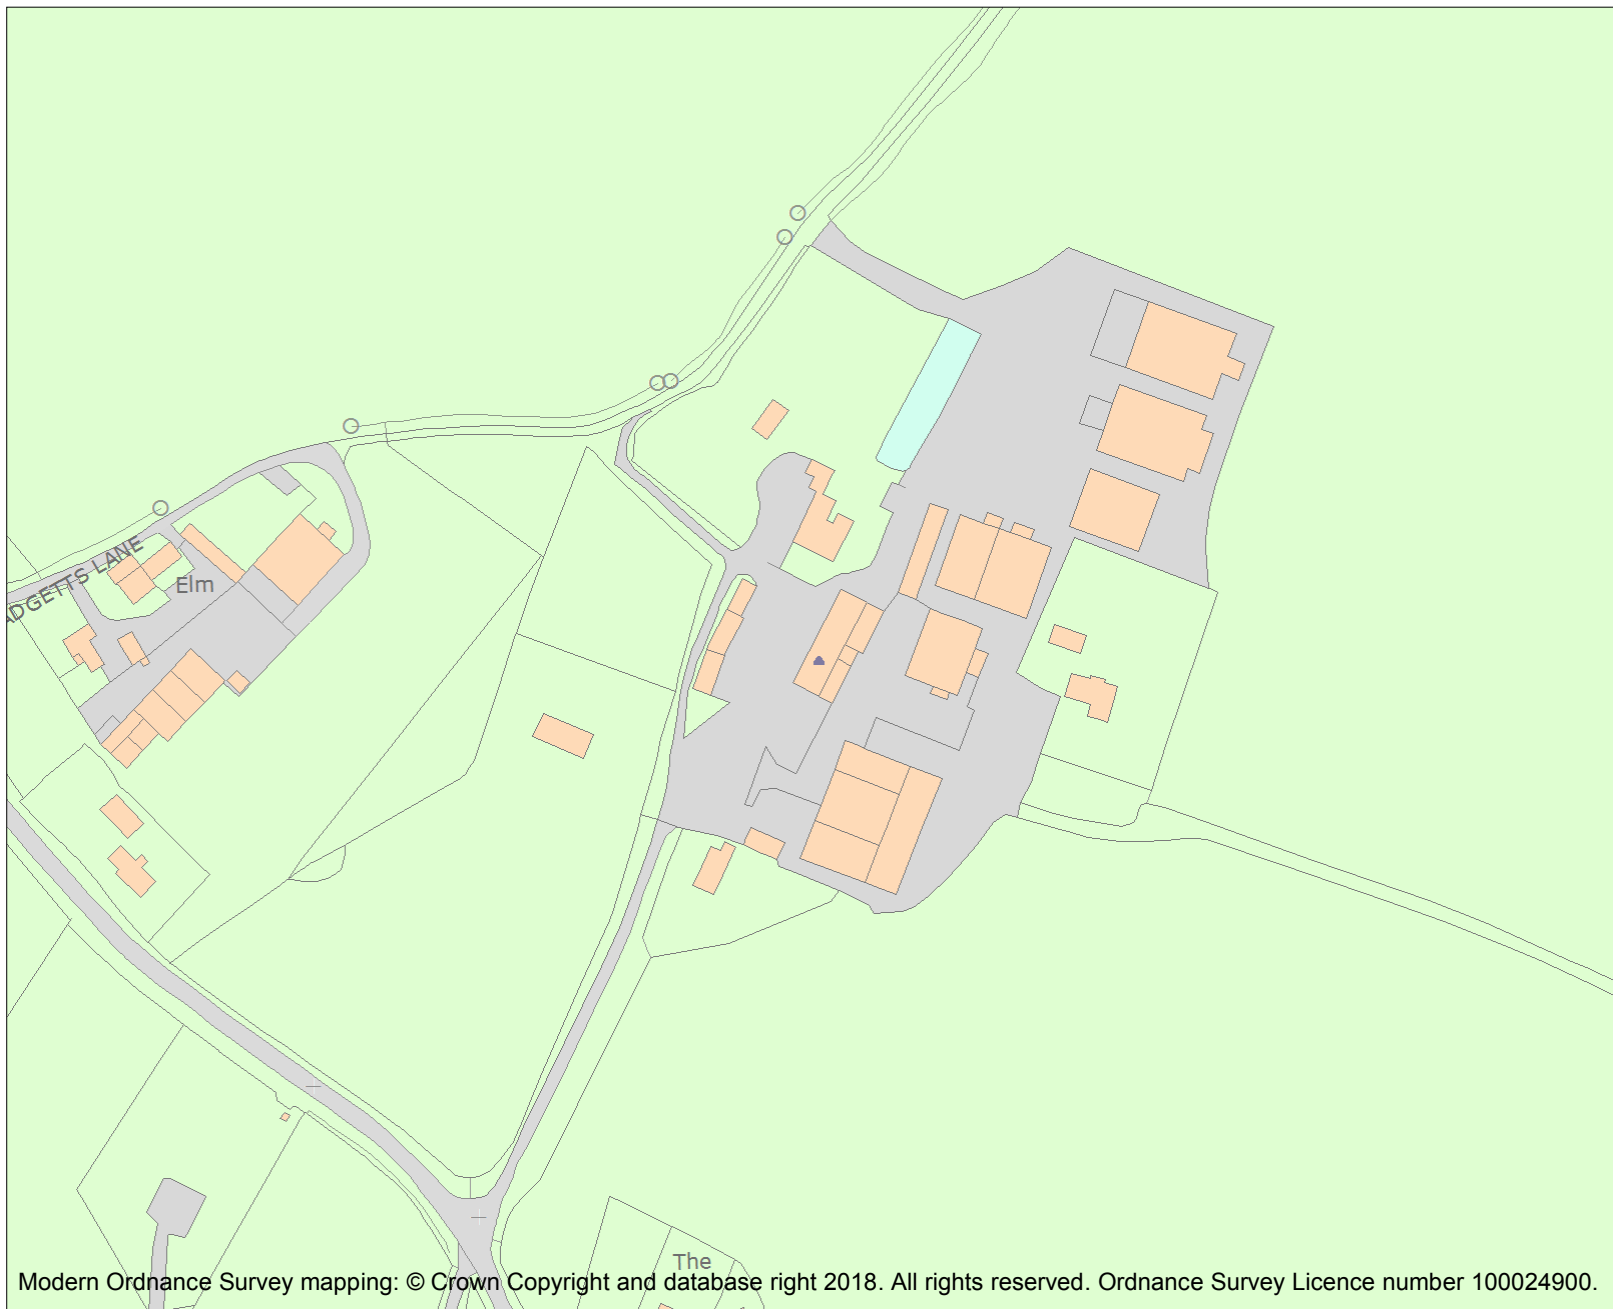 ADGETTS LANE
Elm
The
Modern Ordnance Survey mapping: © Crown Copyright and database right 2018. All rights reserved. Ordnance Survey Licence number 100024900.